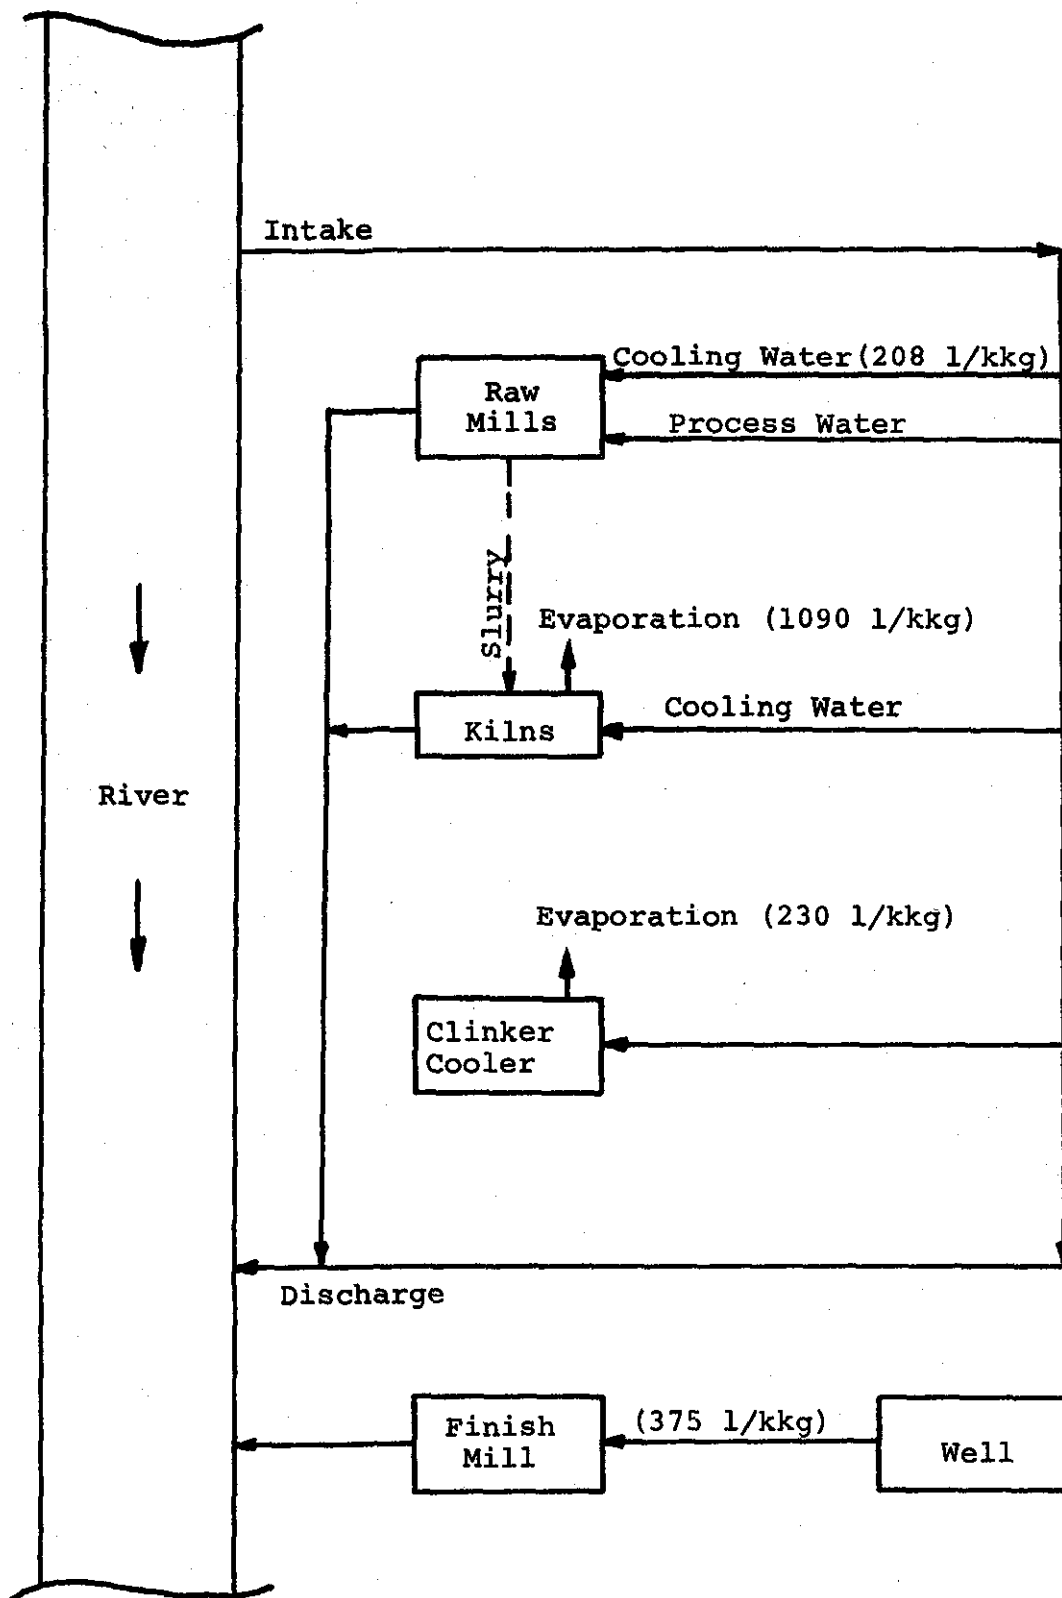 Intake
Cooling Water (208 l/kkg)
Raw
Mills
Process Water
Slurry
Evaporation (1090 l/kkg)
Cooling Water
Kilns
River
Evaporation (230 l/kkg)
Clinker
Cooler
Discharge
Finish
Mill
(375 l/kkg)
Well